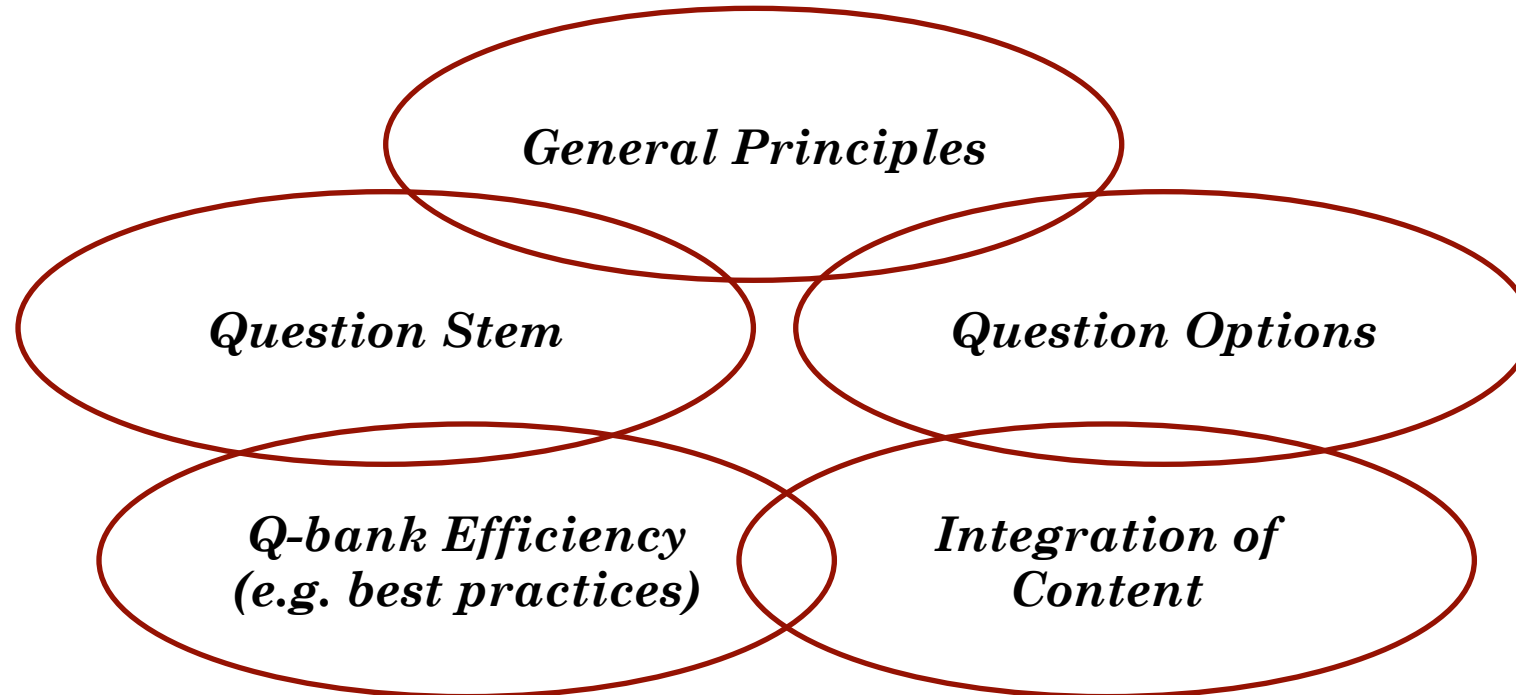 General Principles
Question Stem
Question Options
Q-bank Efficiency
(e.g. best practices)
Integration of
Content